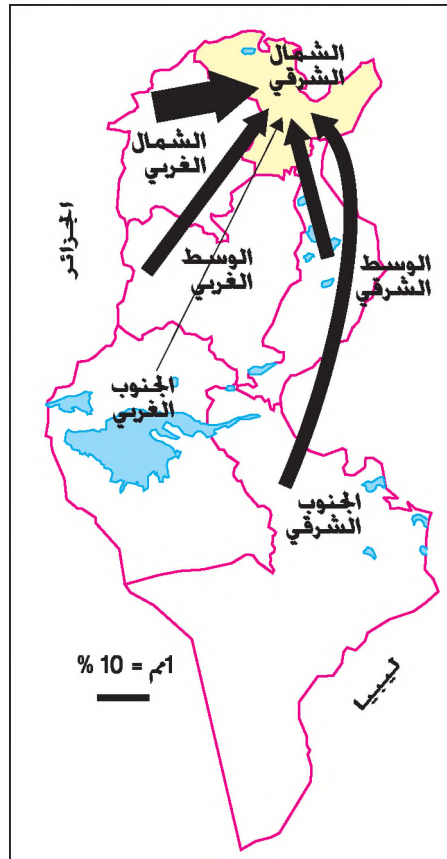 الشمال
الشرقي
الشمال
الغربي
الجزائر
الوسط
الغربي
الوسط
الشرقي
الجنوب
الغربي
الجنوب
الشرقي
ليبيا
1مم = 10 %